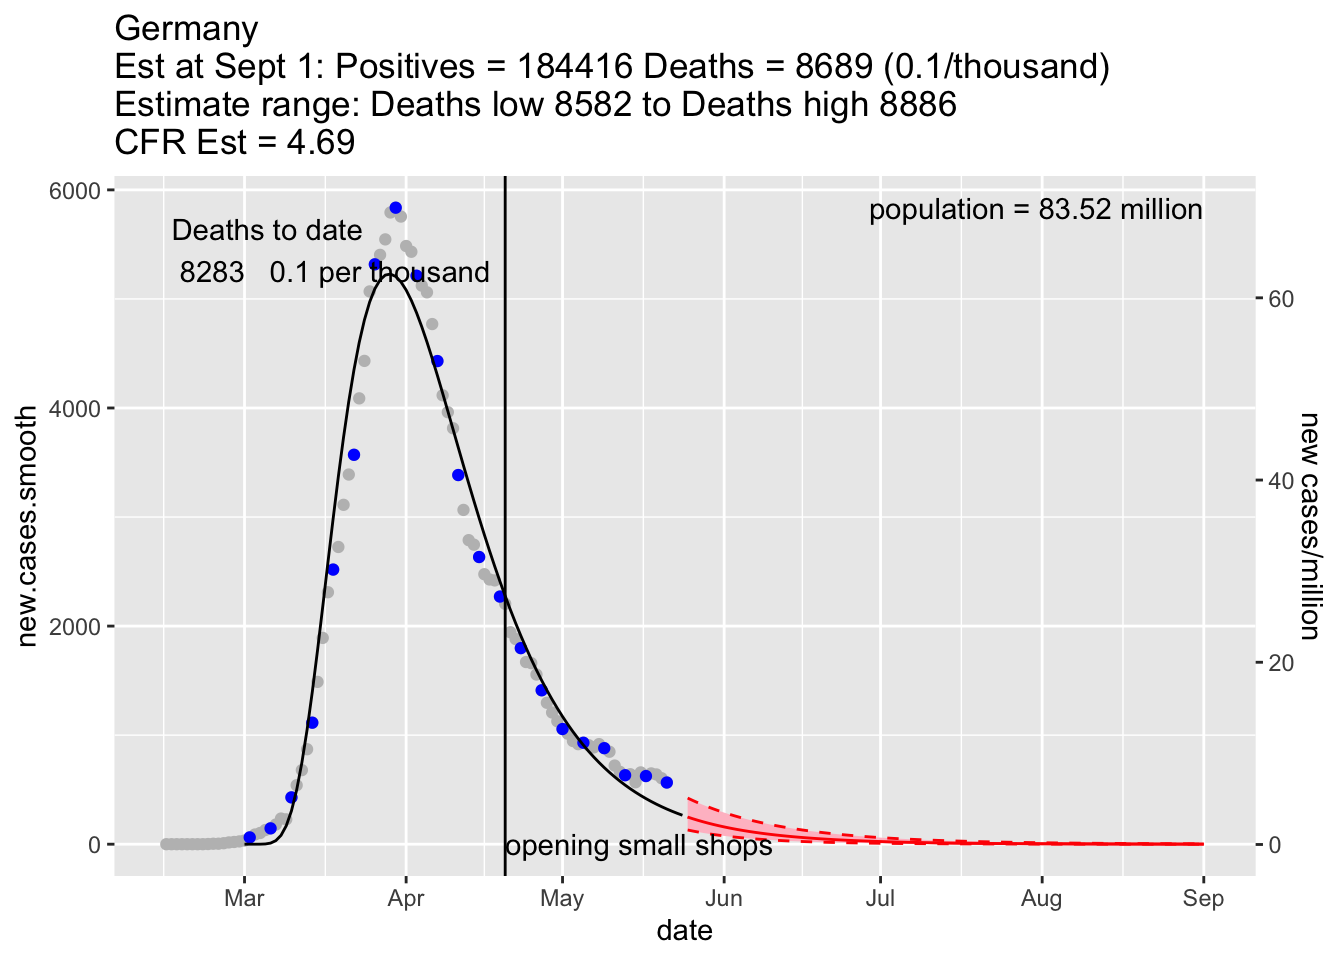 Germany
Est at Sept 1: Positives = 184416 Deaths = 8689 (0.1/thousand)
Estimate range: Deaths low 8582 to Deaths high 8886
CFR Est = 4.69
6000
4000
2000
0
new.cases.smooth
Deaths to date
8283 0.1 per thousand
population = 83.52 million
opening small shops
60
40
20
0
new cases/million
Mar Apr May Jun Jul Aug Sep
date